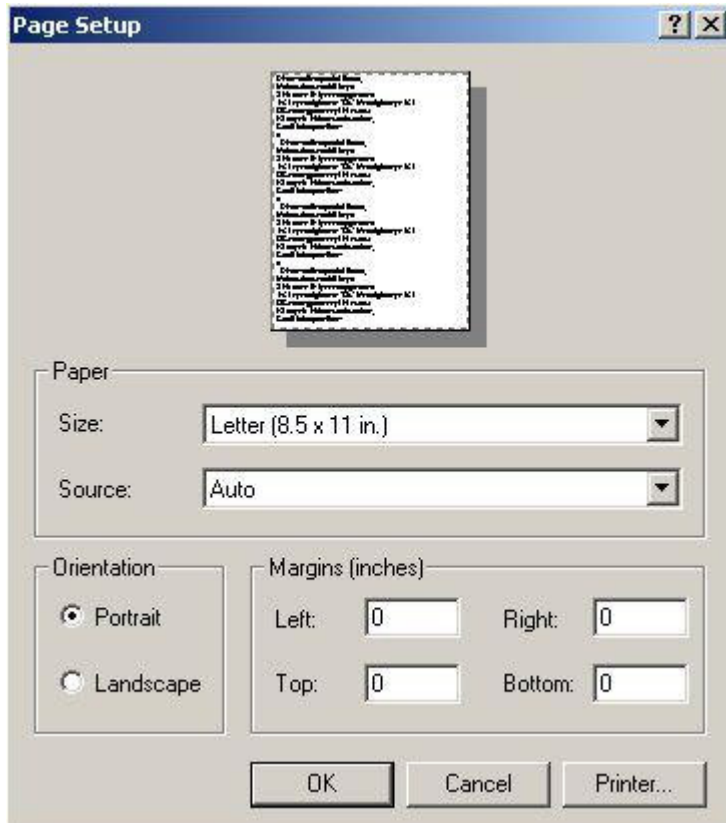 Page Setup
Paper
Size: Letter (8.5 x 11 in.)
Source: Auto
Orientation
Portrait
Landscape
Margins (inches)
Left: 0 Right: 0
Top: 0 Bottom: 0
OK Cancel Printer...